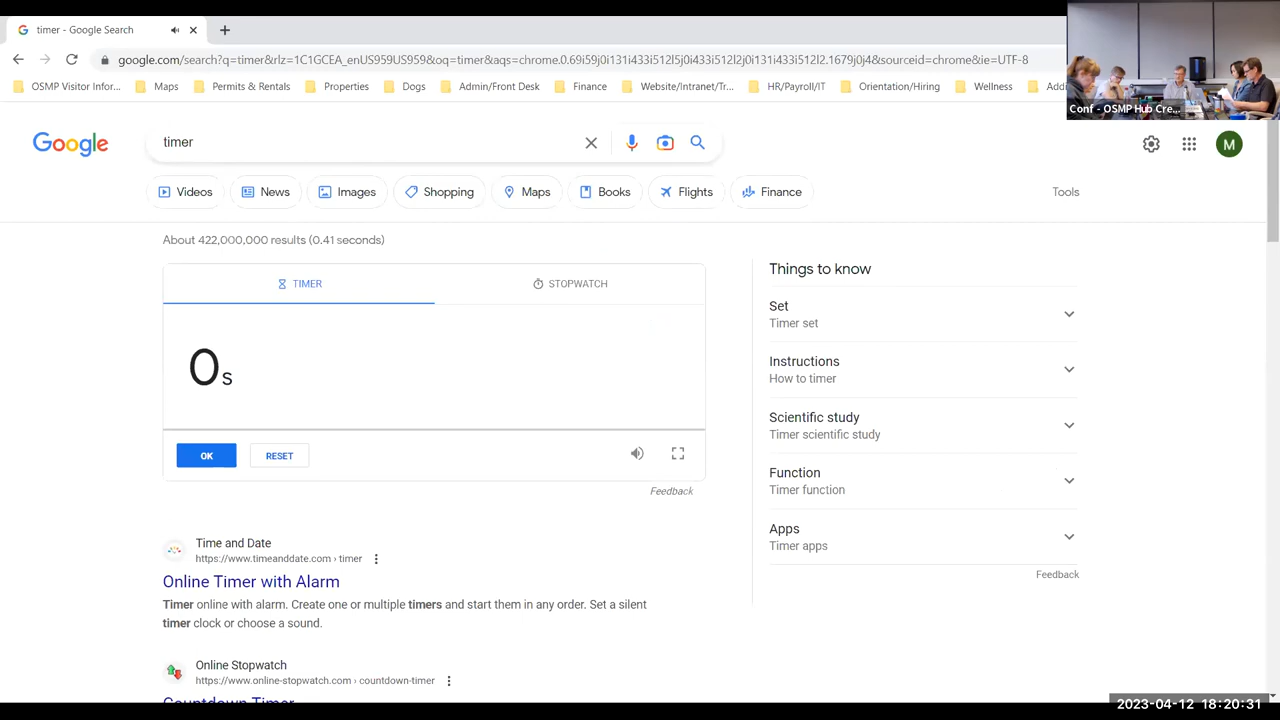 timer - Google Search
google.com/search?q=timer&rlz=1C1GCEA_enUS959US959&oq=timer&aqs=chrome.0.69i59j0i131i433i512l5j0i433i512l2j0i131i433i512l2.1679j0j4&sourceid=chrome&ie=UTF-8
OSMP Visitor Infor... Maps Permits & Rentals Properties Dogs Admin/Front Desk Finance Website/Intranet/Tr... HR/Payroll/IT Orientation/Hiring Wellness Addi
Conf - OSMP Hub Cre...
Google
timer
M
Videos News Images Shopping Maps Books Flights Finance
Tools
About 422,000,000 results (0.41 seconds)
TIMER STOPWATCH
0s
OK RESET
Feedback
Time and Date
https://www.timeanddate.com › timer
Online Timer with Alarm
Timer online with alarm. Create one or multiple timers and start them in any order. Set a silent
timer clock or choose a sound.
Online Stopwatch
https://www.online-stopwatch.com › countdown-timer
Countdown Timer
Things to know
Set
Timer set
Instructions
How to timer
Scientific study
Timer scientific study
Function
Timer function
Apps
Timer apps
Feedback
2023-04-12 18:20:31